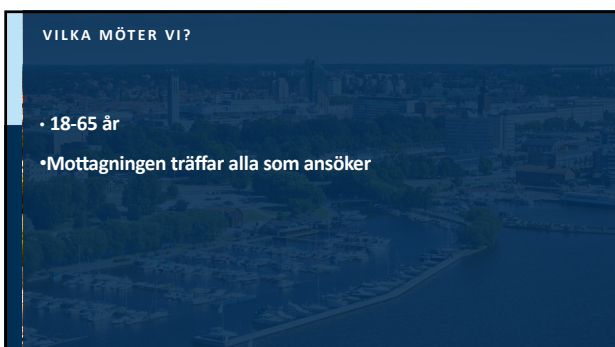 VILKA MÖTER VI?
• 18-65 år
•Mottagningen träffar alla som ansöker